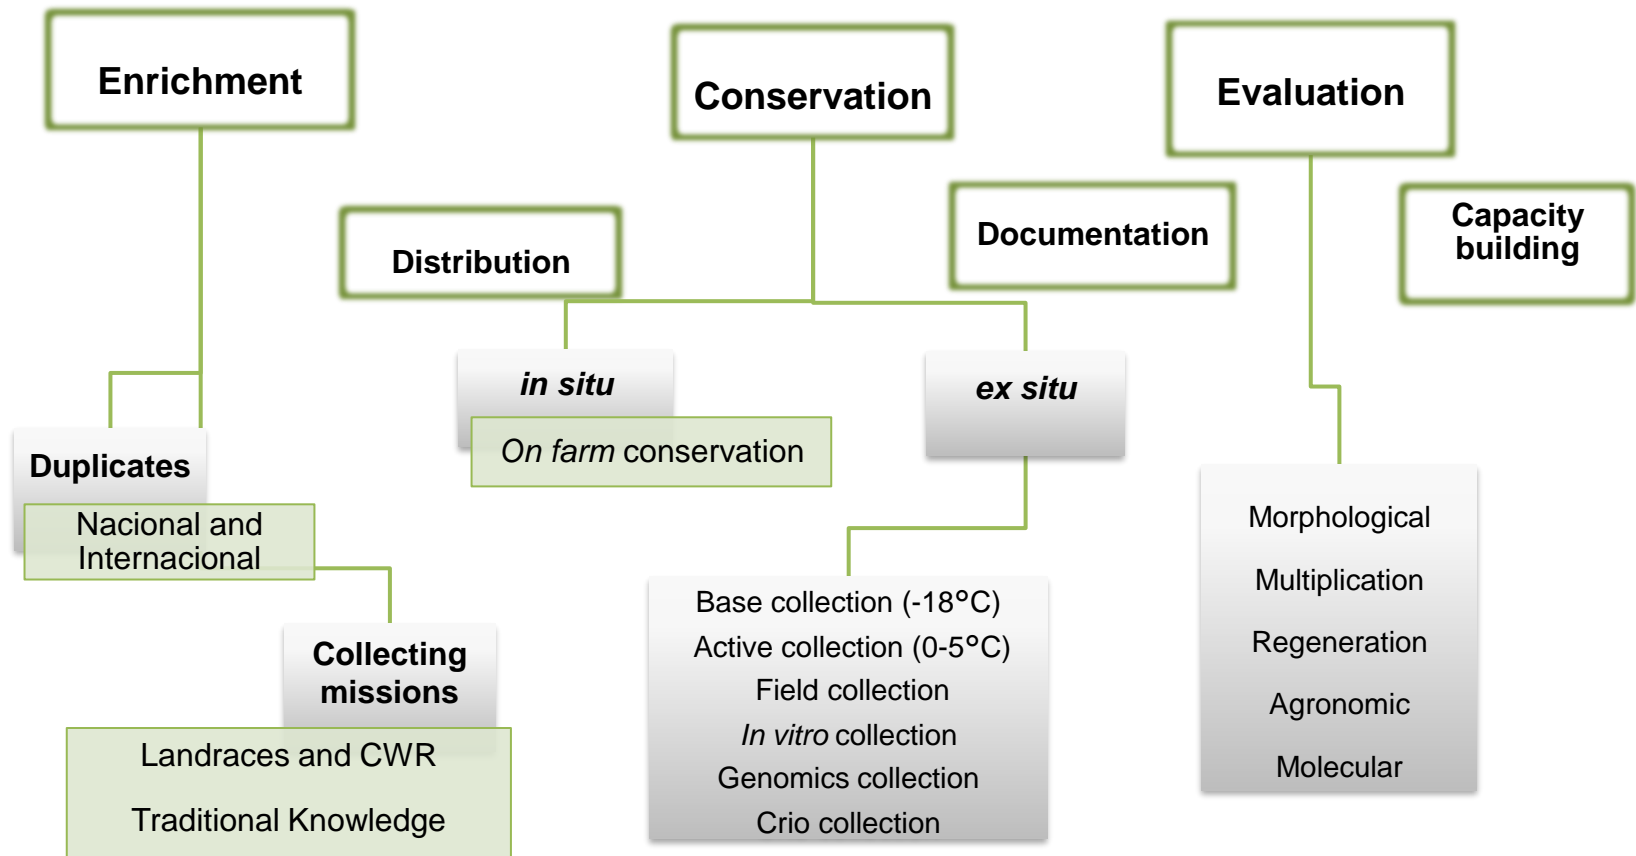 Enrichment
Conservation
Evaluation
Distribution
Documentation
Capacity
building
in situ
On farm conservation
ex situ
Duplicates
Nacional and
Internacional
Collecting
missions
Landraces and CWR
Traditional Knowledge
Base collection (-18°C)
Active collection (0-5°C)
Field collection
In vitro collection
Genomics collection
Crio collection
Morphological
Multiplication
Regeneration
Agronomic
Molecular